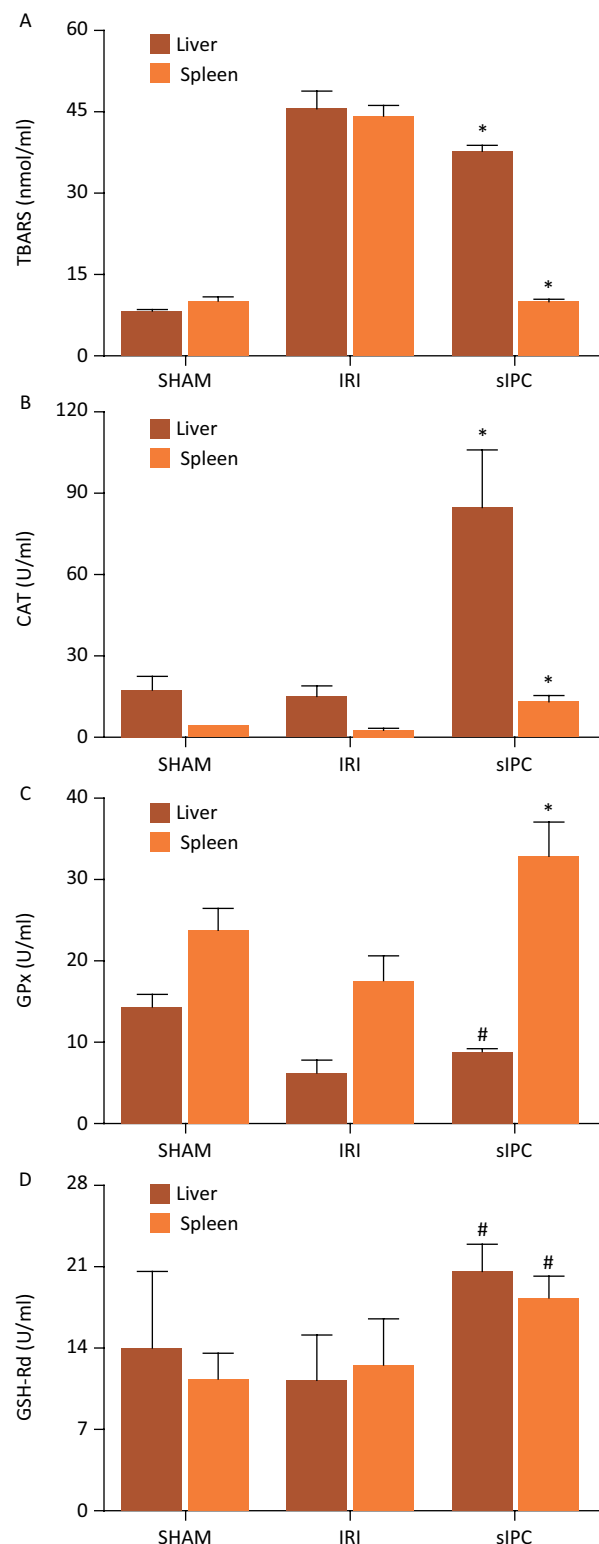 A
60
45
30
15
0
TBARS (nmol/ml)
Liver
Spleen
*
*
SHAM IRI sIPC
B
120
90
60
30
0
CAT (U/ml)
Liver
Spleen
*
*
SHAM IRI sIPC
C
40
30
20
10
0
GPx (U/ml)
Liver
Spleen
*
#
SHAM IRI sIPC
D
28
21
14
7
0
GSH-Rd (U/ml)
Liver
Spleen
#
#
SHAM IRI sIPC